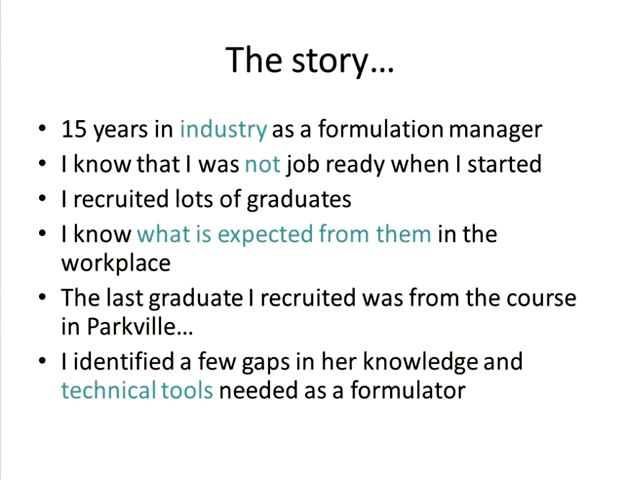 The story…
• 15 years in industry as a formulation manager
• I know that I was not job ready when I started
• I recruited lots of graduates
• I know what is expected from them in the
workplace
• The last graduate I recruited was from the course
in Parkville…
• I identified a few gaps in her knowledge and
technical tools needed as a formulator